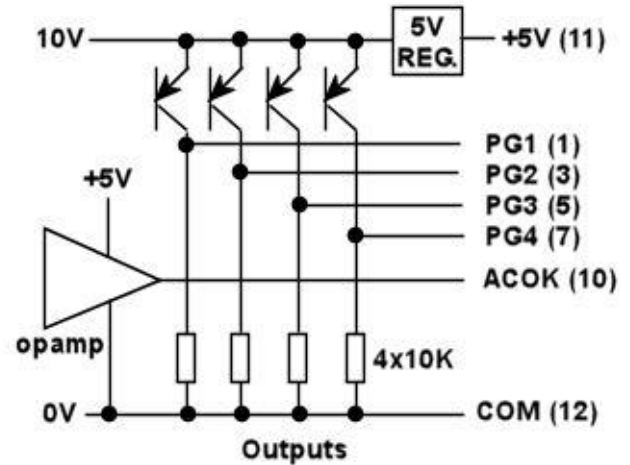 10V
5V
REG.
+5V (11)
PG1 (1)
PG2 (3)
+5V
PG3 (5)
PG4 (7)
ACOK (10)
opamp
4x10K
0V
COM (12)
Outputs